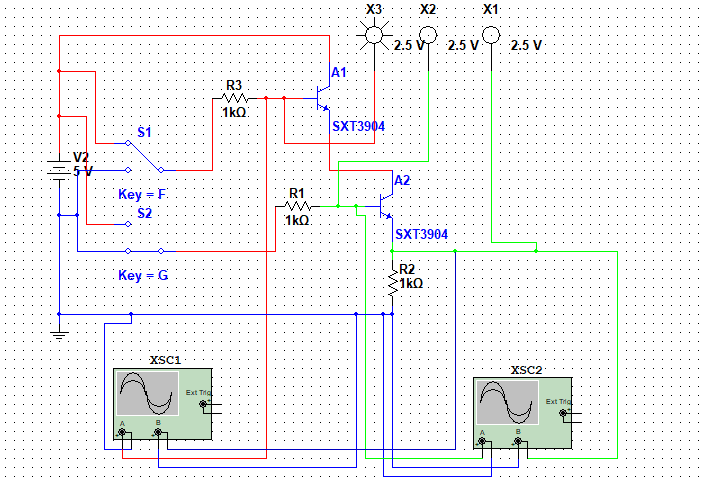 X3 X2 X1
2.5 V 2.5 V 2.5 V
A1
R3
1kΩ
SXT3904
S1
V2
5 V
Key = F
A2
R1
1kΩ
S2
SXT3904
Key = G
R2
1kΩ
XSC1
Ext Trig
+
-
A B
+ - + -
XSC2
Ext Trig
+
-
A B
+ - + -